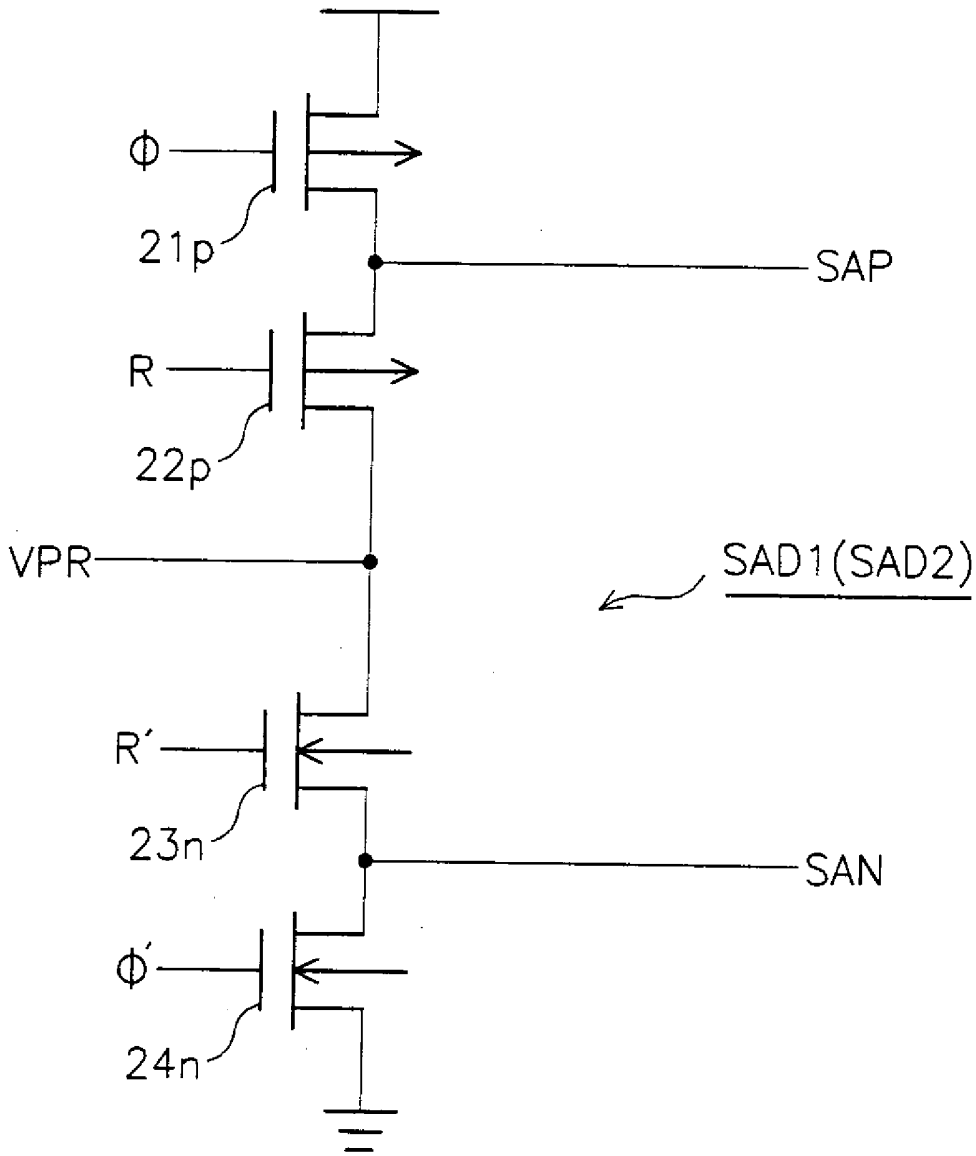 Φ
21p
SAP
R
22p
VPR
SAD1(SAD2)
R′
23n
SAN
Φ′
24n